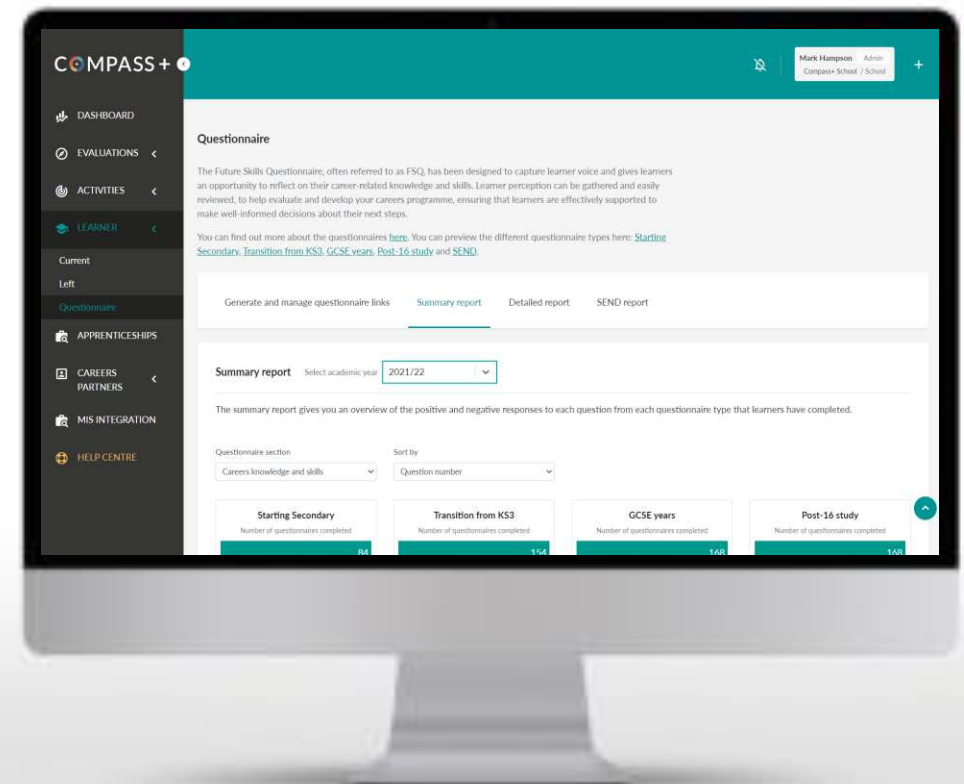 COMPASS+
Mark Hampson Admin
Compass+ School / School
+
DASHBOARD
EVALUATIONS
ACTIVITIES
LEARNER
Current
Left
Questionnaire
APPRENTICESHIPS
CAREERS
PARTNERS
MIS INTEGRATION
HELP CENTRE
Questionnaire
The Future Skills Questionnaire, often referred to as FSQ, has been designed to capture learner voice and gives learners
an opportunity to reflect on their career-related knowledge and skills. Learner perception can be gathered and easily
reviewed, to help evaluate and develop your careers programme, ensuring that learners are effectively supported to
make well-informed decisions about their next steps.
You can find out more about the questionnaires here. You can preview the different questionnaire types here: Starting
Secondary, Transition from KS3, GCSE years, Post-16 study and SEND.
Generate and manage questionnaire links Summary report Detailed report SEND report
Summary report Select academic year 2021/22
The summary report gives you an overview of the positive and negative responses to each question from each questionnaire type that learners have completed.
Questionnaire section Sort by
Careers knowledge and skills Question number
Starting Secondary Transition from KS3 GCSE years Post-16 study
Number of questionnaires completed Number of questionnaires completed Number of questionnaires completed Number of questionnaires completed
84 154 168 168